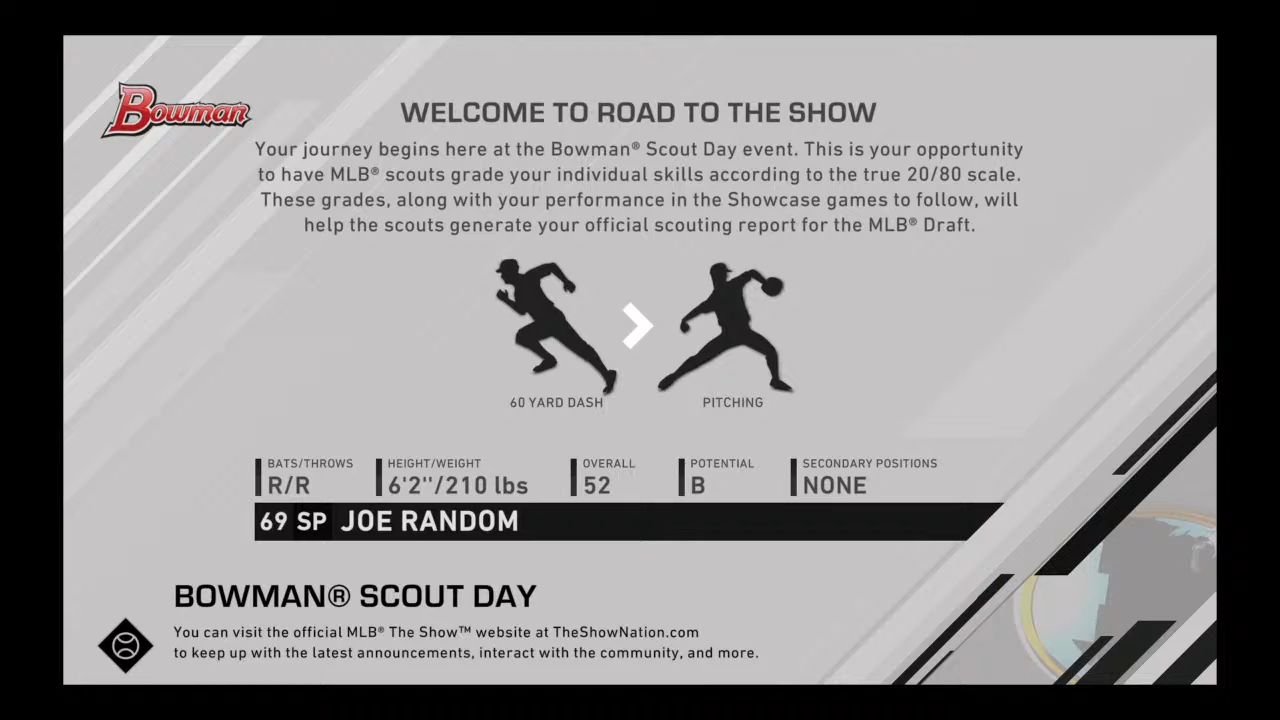 Bowman
WELCOME TO ROAD TO THE SHOW
Your journey begins here at the Bowman® Scout Day event. This is your opportunity
to have MLB® scouts grade your individual skills according to the true 20/80 scale.
These grades, along with your performance in the Showcase games to follow, will
help the scouts generate your official scouting report for the MLB® Draft.
60 YARD DASH
PITCHING
BATS/THROWS
R/R
HEIGHT/WEIGHT
6'2''/210 lbs
OVERALL
52
POTENTIAL
B
SECONDARY POSITIONS
NONE
69 SP JOE RANDOM
BOWMAN® SCOUT DAY
You can visit the official MLB® The Show™ website at TheShowNation.com
to keep up with the latest announcements, interact with the community, and more.